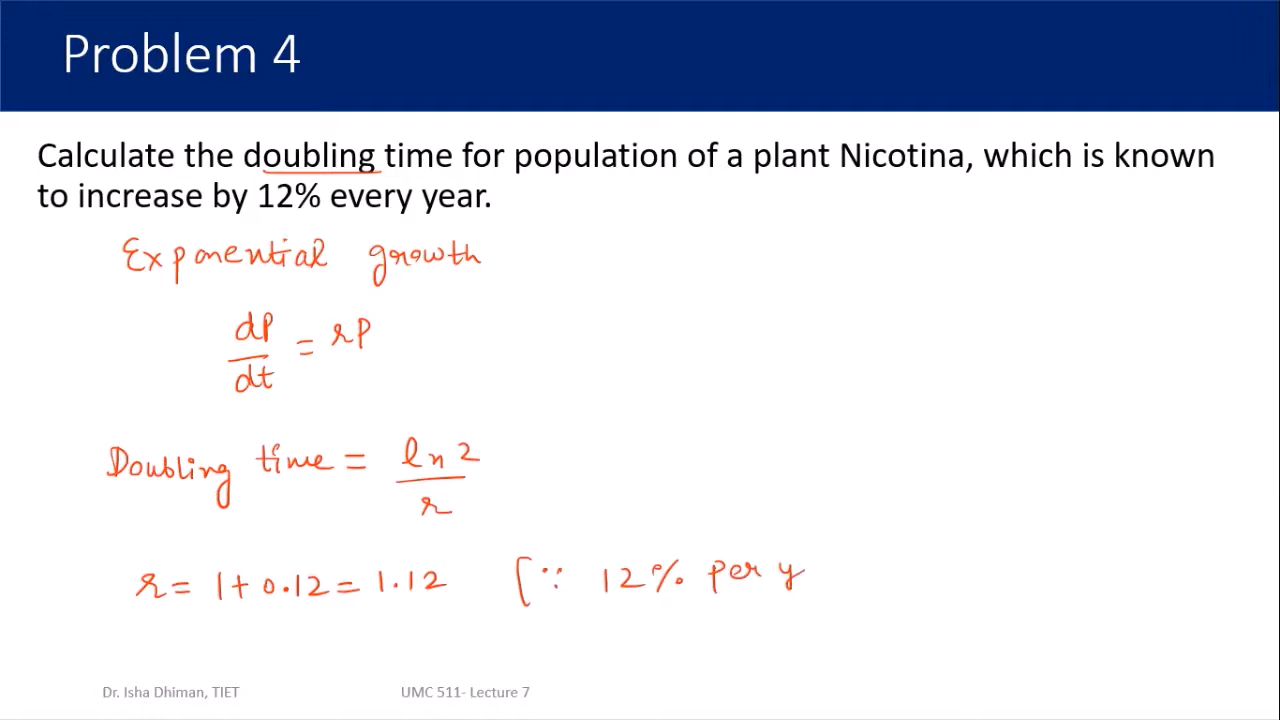 Problem 4
Calculate the doubling time for population of a plant Nicotina, which is known
to increase by 12% every year.
Exponential growth
dP/dt = rP
Doubling time = ln 2/r
r = 1 + 0.12 = 1.12 [∵ 12% per y
Dr. Isha Dhiman, TIET UMC 511- Lecture 7